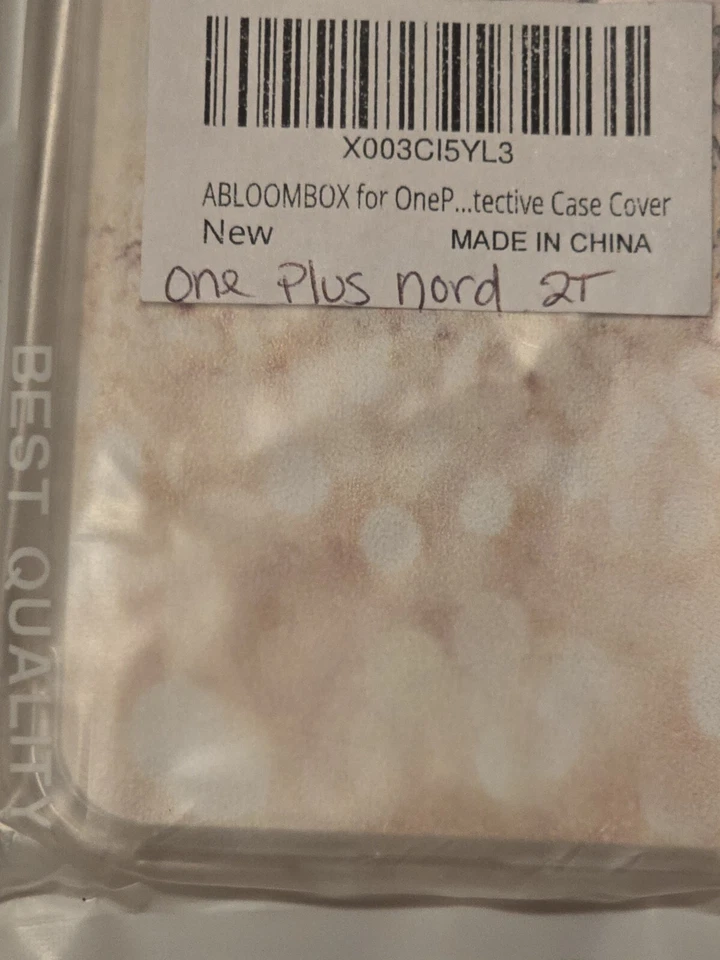 X003CI5YL3
ABLOOMBOX for OneP...tective Case Cover
New MADE IN CHINA
One Plus nord 2T
BEST QUALITY